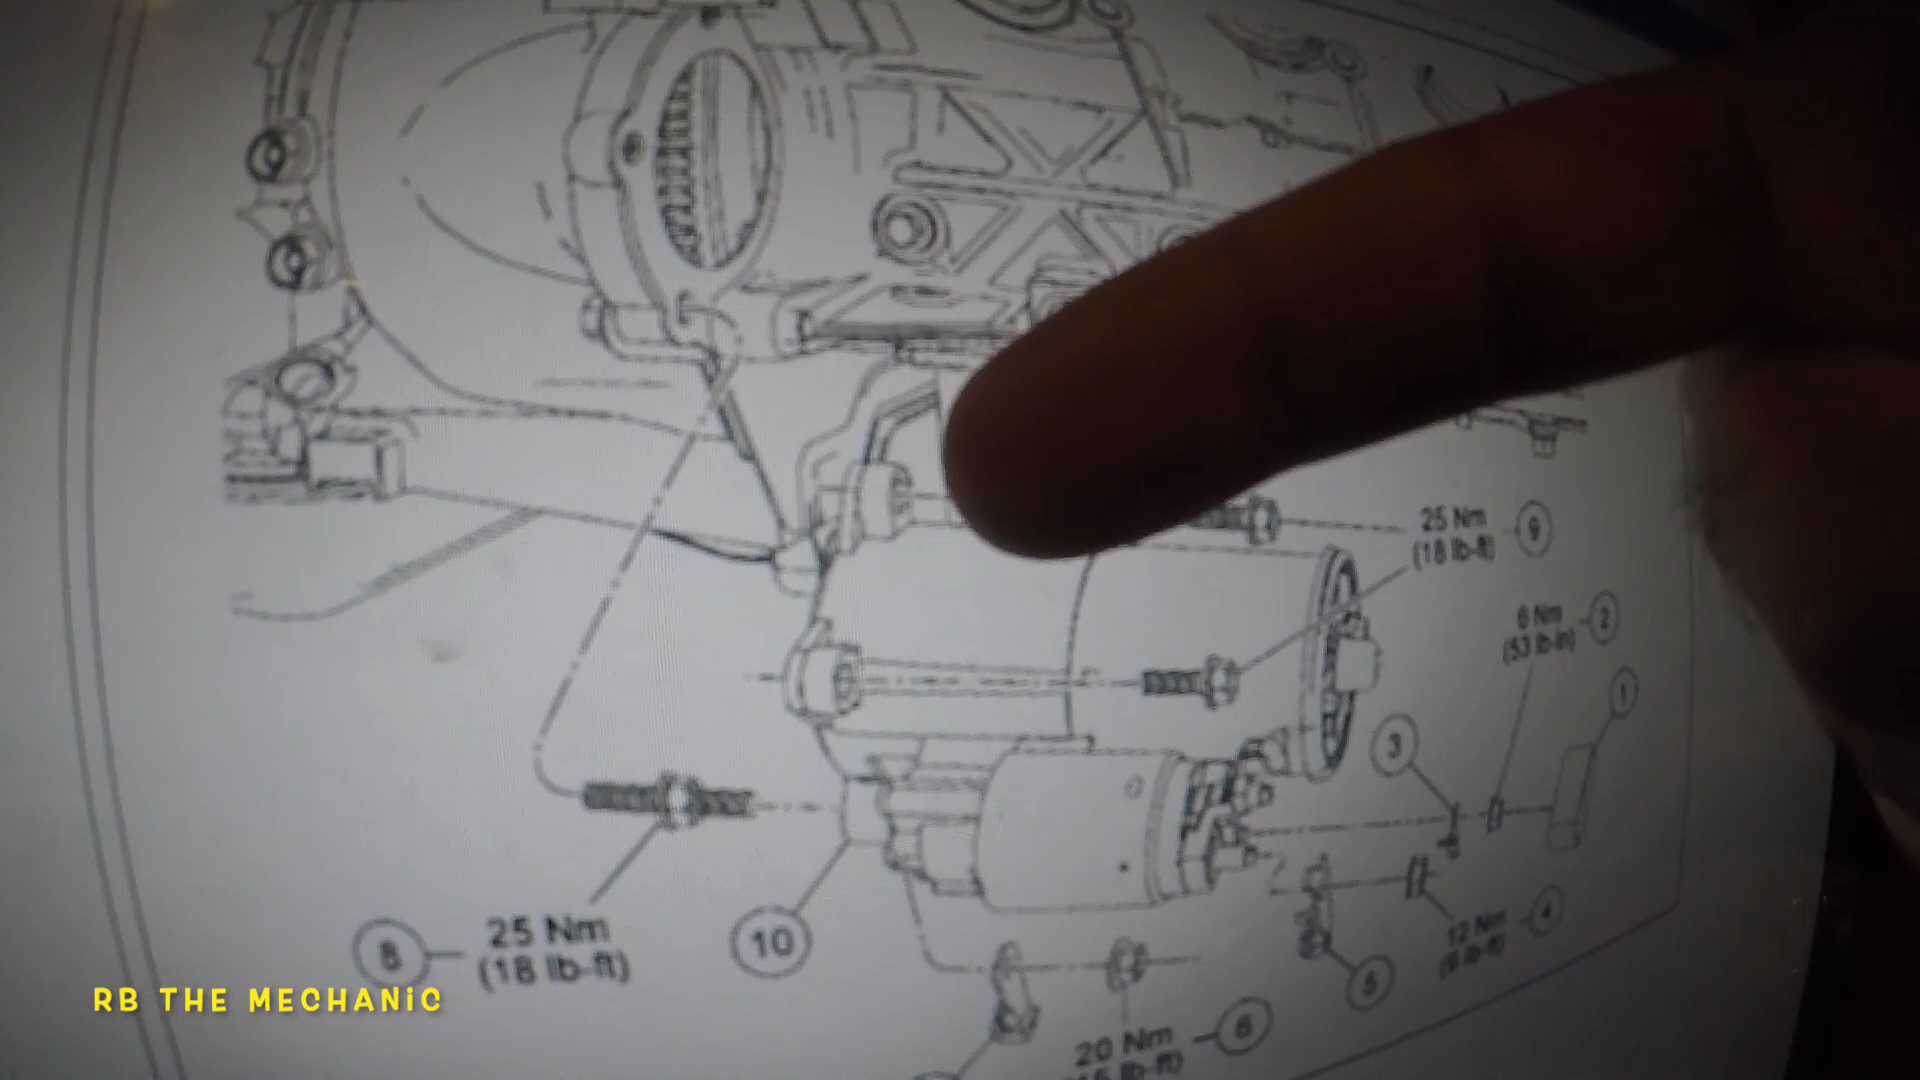 25 Nm
(18 lb-ft)
9
6 Nm
(53 lb-in)
2
1
3
12 Nm
(9 lb-ft)
4
5
8
25 Nm
(18 lb-ft)
10
RB THE MECHANiC
20 Nm
6